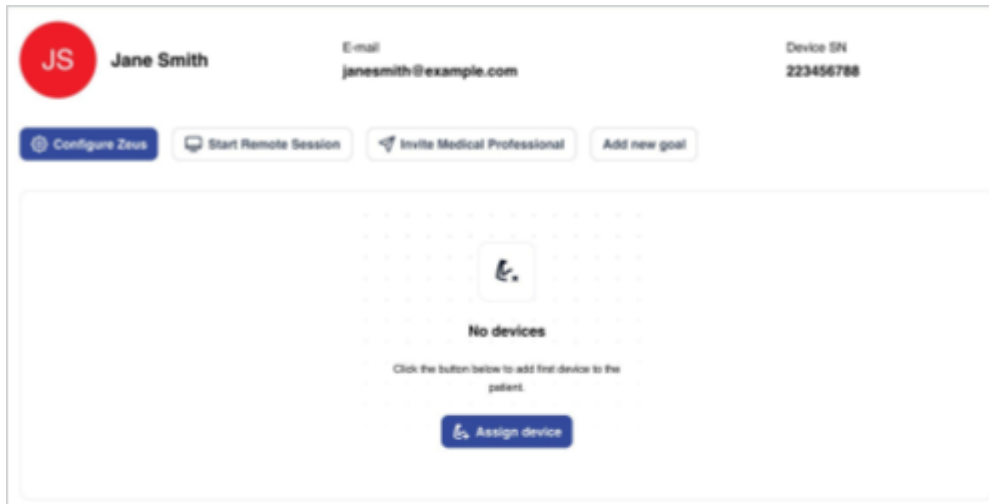 JS
Jane Smith
E-mail
janesmith@example.com
Device SN
223456788
Configure Zeus
Start Remote Session
Invite Medical Professional
Add new goal
No devices
Click the button below to add first device to the
patient.
Assign device